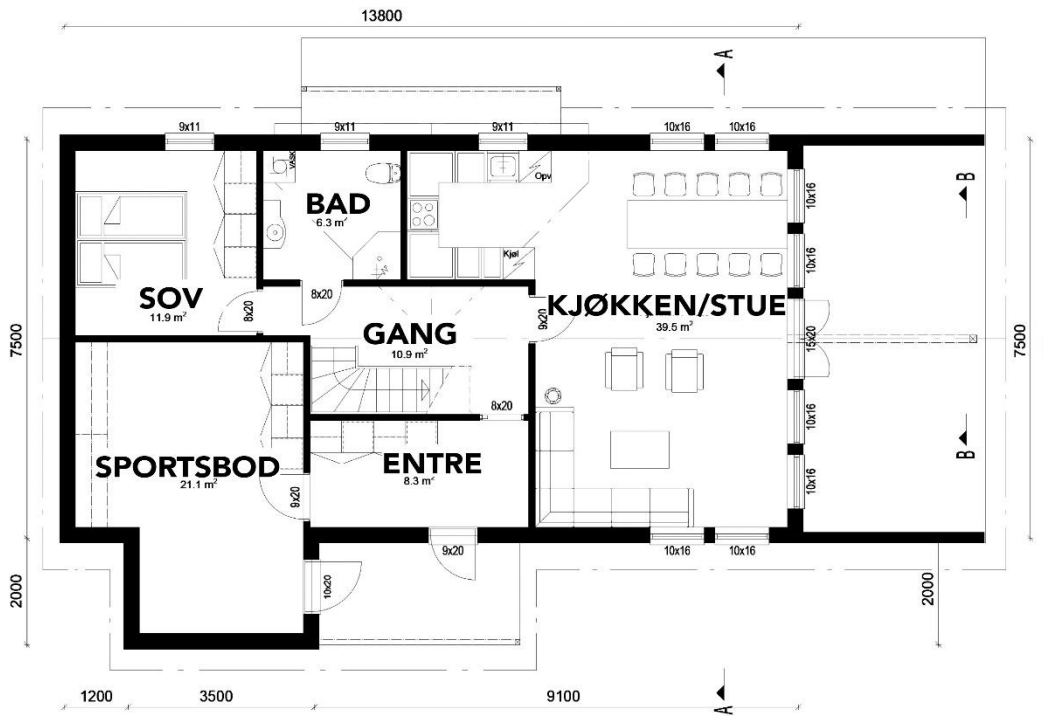 13800
A
9x11
9x11
9x11
10x16
10x16
VASK
Opv
BAD
6.3 m²
10x16
B
Kjøl
10x16
SOV
11.9 m²
8x20
8x20
GANG
10.9 m²
9x20
KJØKKEN/STUE
39.5 m²
15x20
7500
7500
8x20
10x16
SPORTSBOD
21.1 m²
9x20
ENTRE
8.3 m²
B
10x16
9x20
10x16
10x16
10x20
2000
2000
1200
3500
9100
A